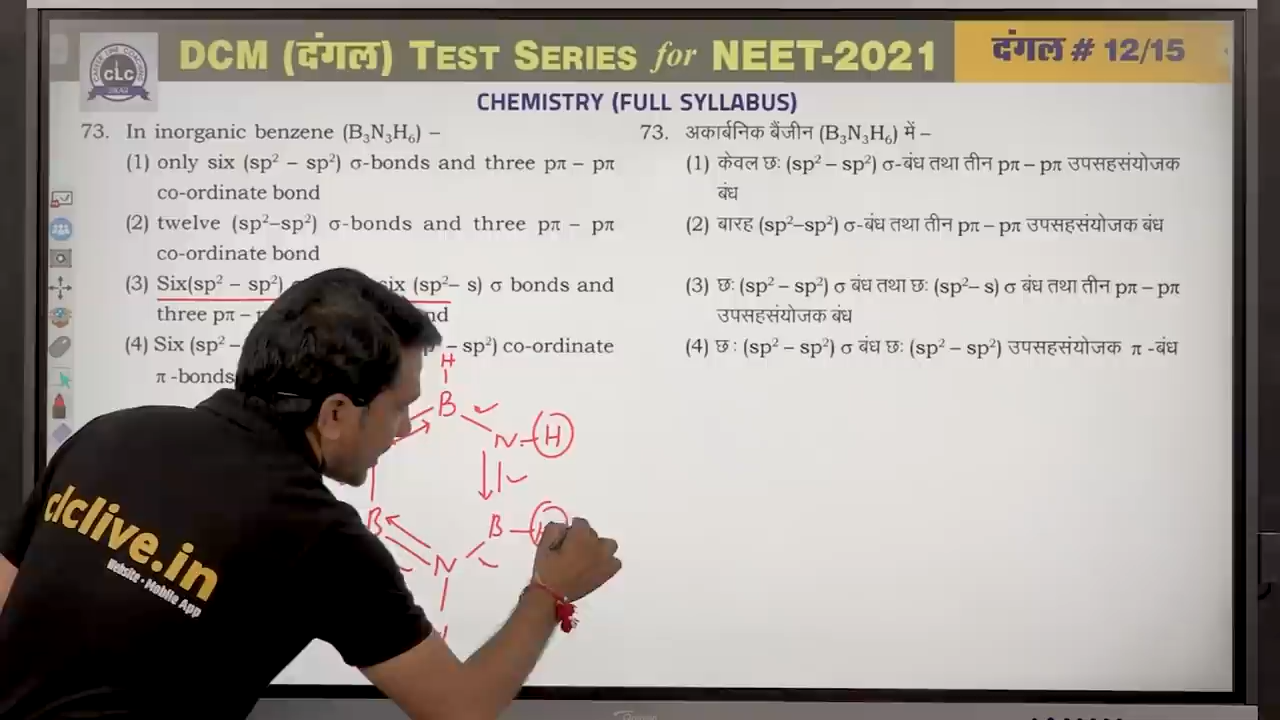 CLC
DCM (दंगल) TEST SERIES for NEET-2021
दंगल # 12/15
CHEMISTRY (FULL SYLLABUS)
73. In inorganic benzene (B₃N₃H₆) –
(1) only six (sp² – sp²) σ-bonds and three pπ – pπ
co-ordinate bond
(2) twelve (sp²–sp²) σ-bonds and three pπ – pπ
co-ordinate bond
(3) Six(sp² – sp²) six (sp²– s) σ bonds and
three pπ –
(4) Six (sp² – – sp²) co-ordinate
π -bonds
73. अकार्बनिक बैंजीन (B₃N₃H₆) में –
(1) केवल छः (sp² – sp²) σ-बंध तथा तीन pπ – pπ उपसहसंयोजक
बंध
(2) बारह (sp²–sp²) σ-बंध तथा तीन pπ – pπ उपसहसंयोजक बंध
(3) छः (sp² – sp²) σ बंध तथा छः (sp²– s) σ बंध तथा तीन pπ – pπ
उपसहसंयोजक बंध
(4) छः (sp² – sp²) σ बंध छः (sp² – sp²) उपसहसंयोजक π -बंध
H
B
N H
B B
N
clclive.in
Website • Mobile App